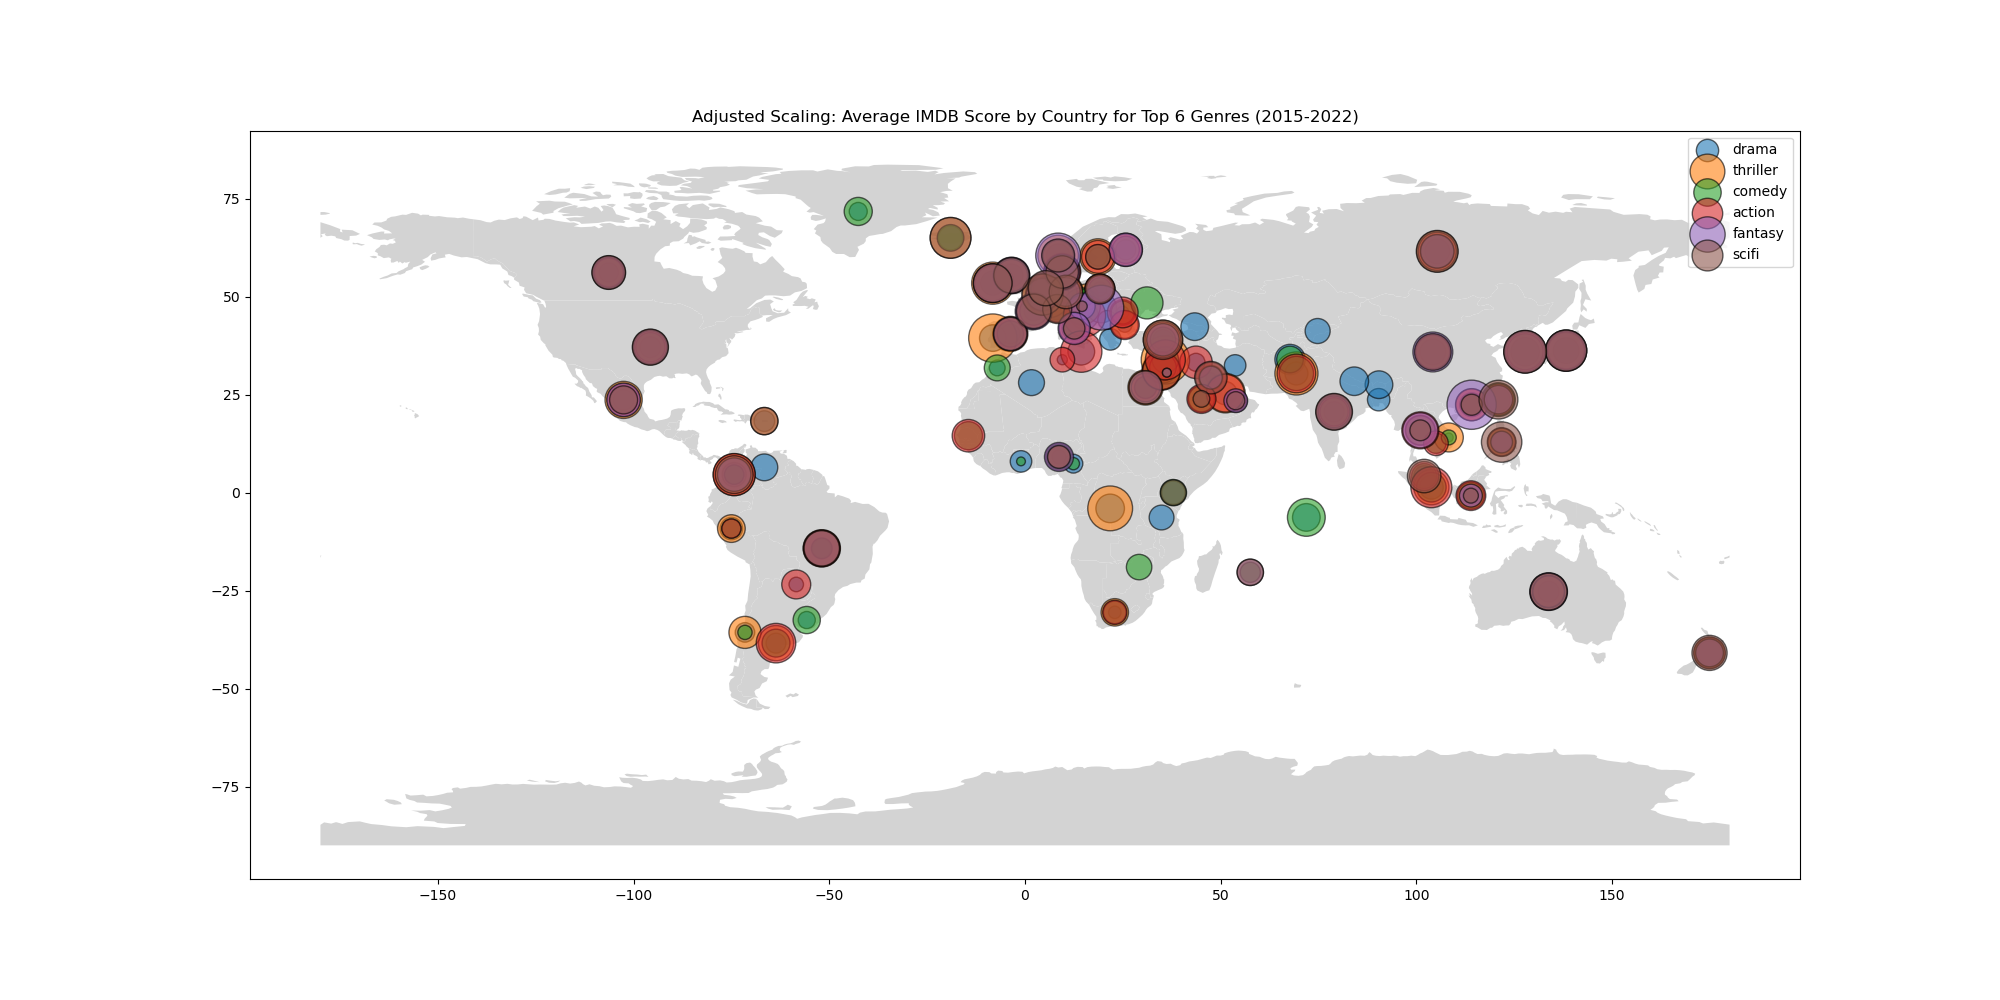 Adjusted Scaling: Average IMDB Score by Country for Top 6 Genres (2015-2022)
drama
thriller
comedy
action
fantasy
scifi
75
50
25
0
−25
−50
−75
−150
−100
−50
0
50
100
150